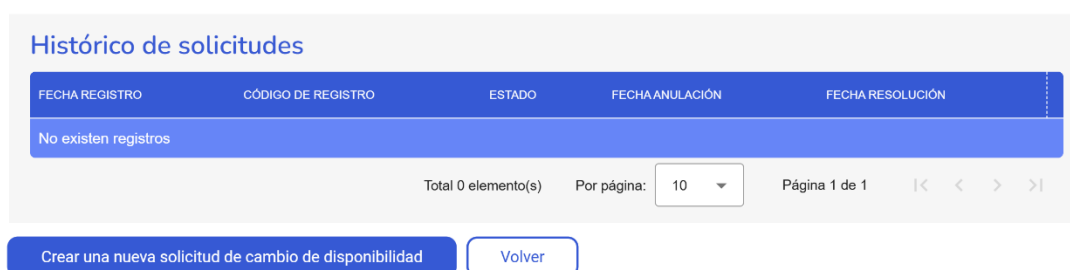 Histórico de solicitudes
FECHA REGISTRO CÓDIGO DE REGISTRO ESTADO FECHA ANULACIÓN FECHA RESOLUCIÓN
No existen registros
Total 0 elemento(s) Por página: 10 Página 1 de 1
Crear una nueva solicitud de cambio de disponibilidad Volver